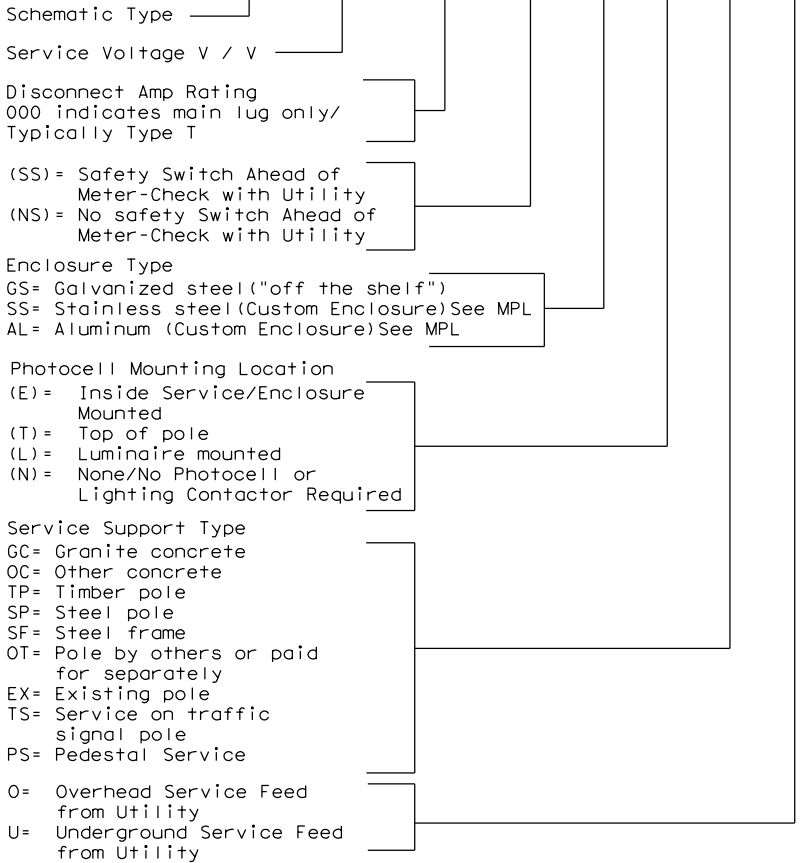 Schematic Type
Service Voltage V / V
Disconnect Amp Rating
000 indicates main lug only/
Typically Type T
(SS)= Safety Switch Ahead of
Meter-Check with Utility
(NS)= No safety Switch Ahead of
Meter-Check with Utility
Enclosure Type
GS= Galvanized steel("off the shelf")
SS= Stainless steel(Custom Enclosure)See MPL
AL= Aluminum (Custom Enclosure)See MPL
Photocell Mounting Location
(E)= Inside Service/Enclosure
Mounted
(T)= Top of pole
(L)= Luminaire mounted
(N)= None/No Photocell or
Lighting Contactor Required
Service Support Type
GC= Granite concrete
OC= Other concrete
TP= Timber pole
SP= Steel pole
SF= Steel frame
OT= Pole by others or paid
for separately
EX= Existing pole
TS= Service on traffic
signal pole
PS= Pedestal Service
O= Overhead Service Feed
from Utility
U= Underground Service Feed
from Utility